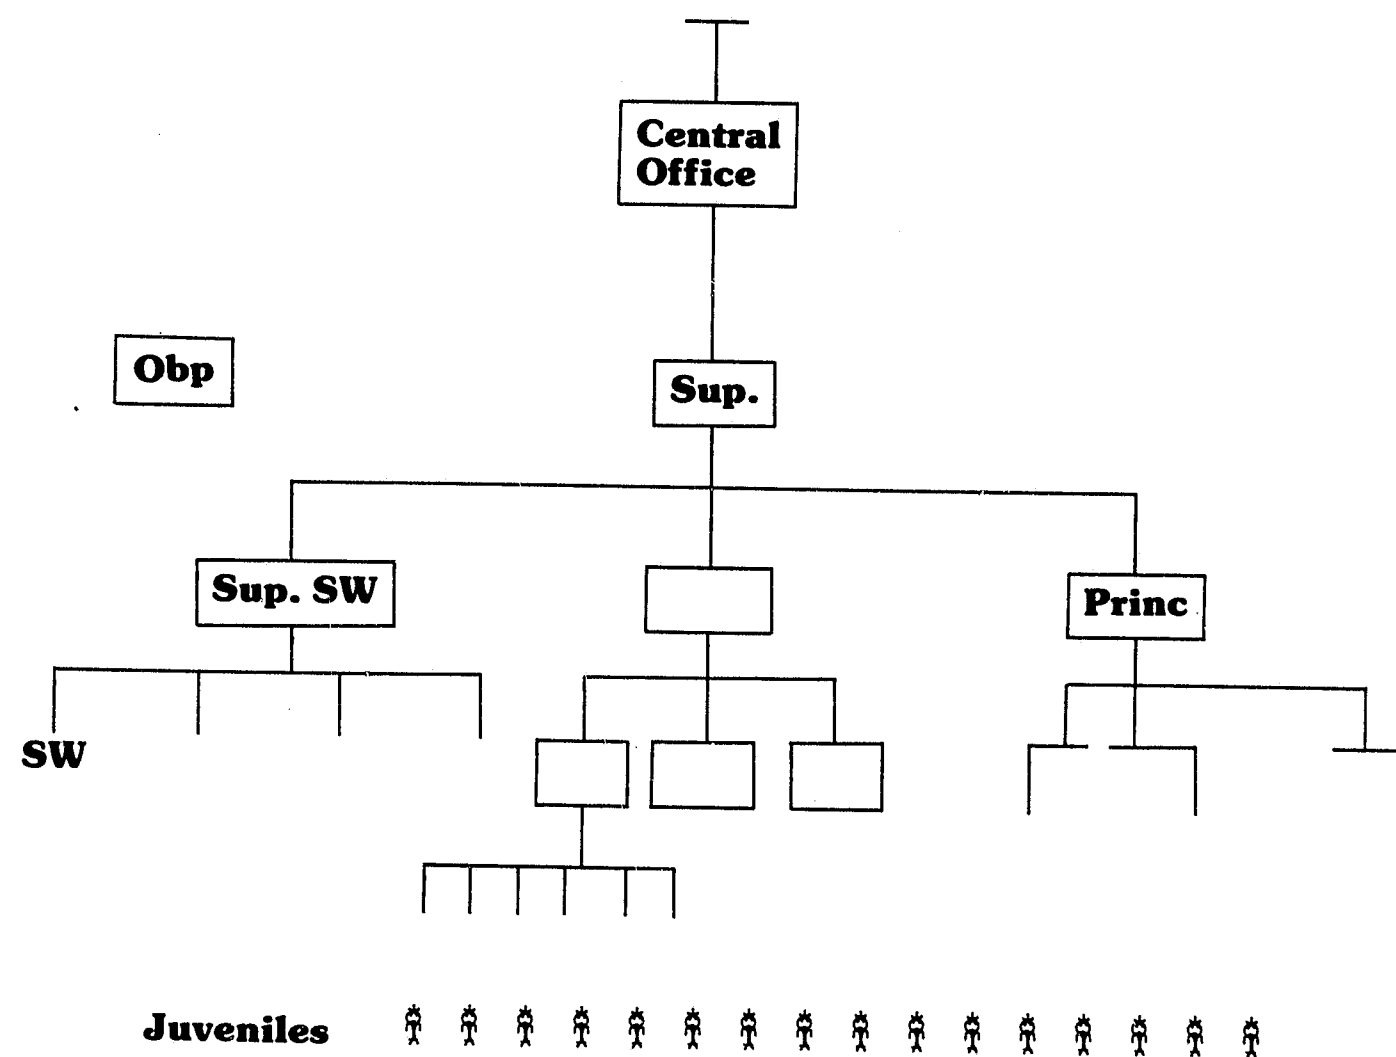 Central
Office
Obp
Sup.
Sup. SW
Princ
SW
Juveniles